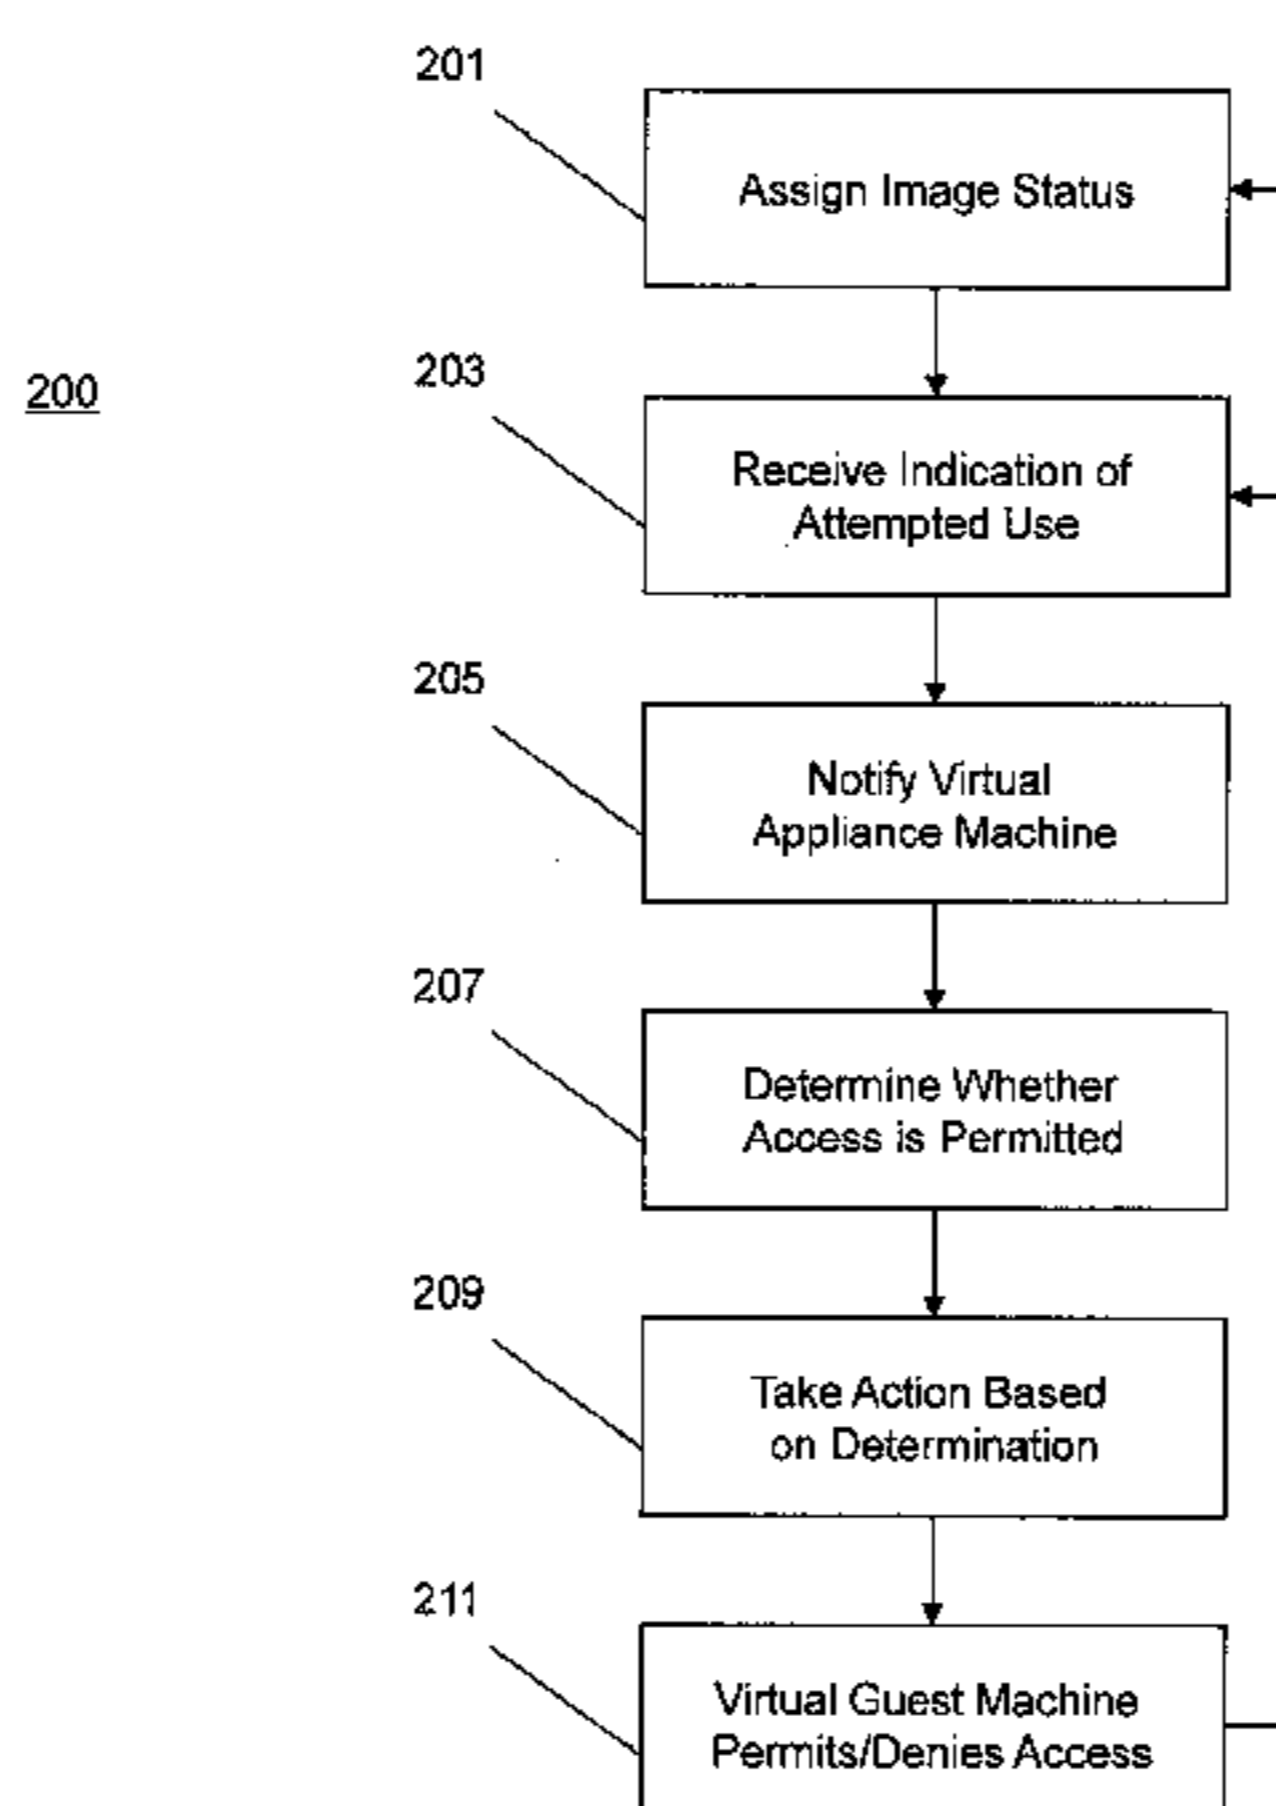 201
Assign Image Status
200
203
Receive Indication of
Attempted Use
205
Notify Virtual
Appliance Machine
207
Determine Whether
Access is Permitted
209
Take Action Based
on Determination
211
Virtual Guest Machine
Permits/Denies Access